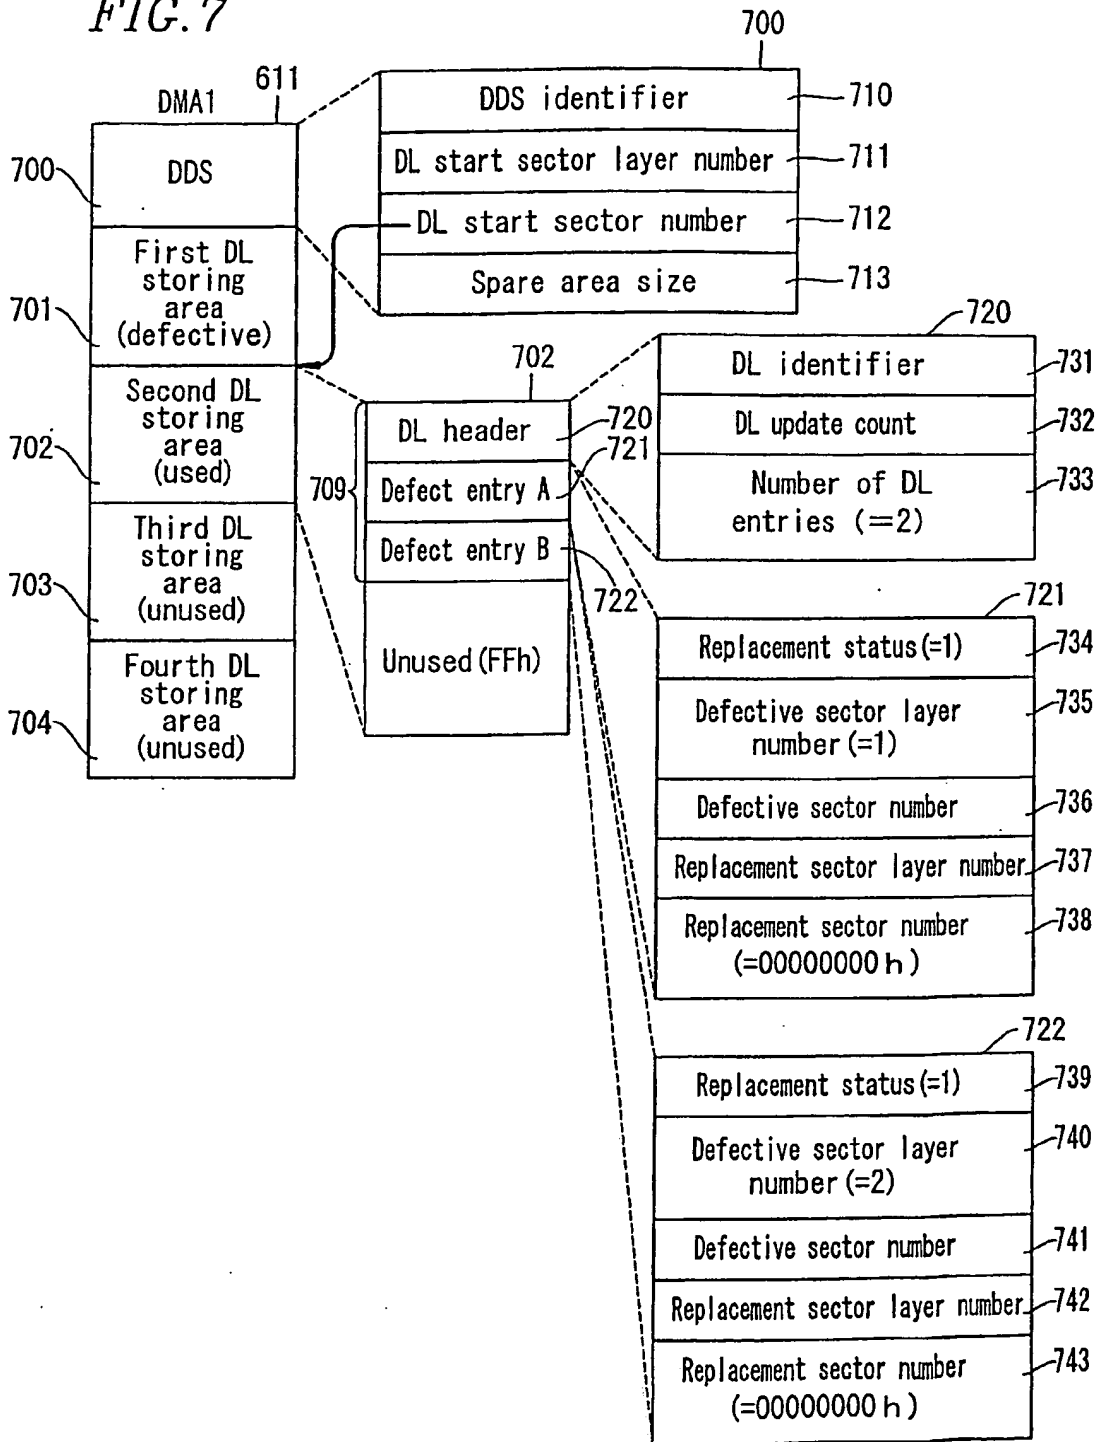 FIG. 7
DMA1
611
700
DDS
701
First DL
storing
area
(defective)
702
Second DL
storing
area
(used)
703
Third DL
storing
area
(unused)
704
Fourth DL
storing
area
(unused)
700
DDS identifier
710
DL start sector layer number
711
DL start sector number
712
Spare area size
713
702
709
DL header
720
Defect entry A
721
Defect entry B
722
Unused (FFh)
720
DL identifier
731
DL update count
732
Number of DL
entries (=2)
733
721
Replacement status (=1)
734
Defective sector layer
number (=1)
735
Defective sector number
736
Replacement sector layer number
737
Replacement sector number
(=00000000h)
738
722
Replacement status (=1)
739
Defective sector layer
number (=2)
740
Defective sector number
741
Replacement sector layer number
742
Replacement sector number
(=00000000h)
743